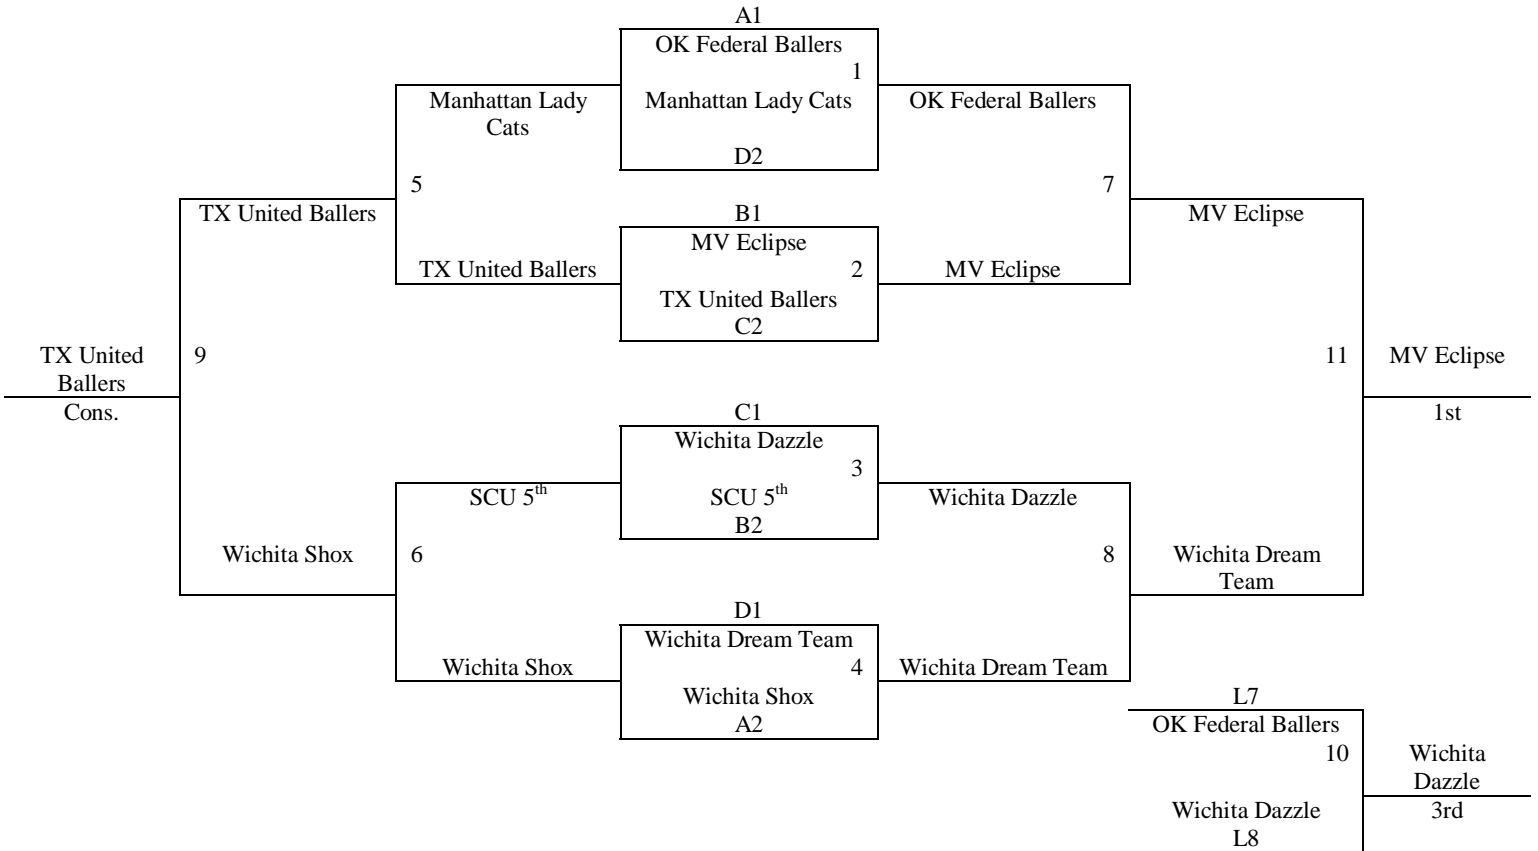 A1
OK Federal Ballers
1
Manhattan Lady
Cats
Manhattan Lady Cats
OK Federal Ballers
D2
5
7
TX United Ballers
B1
MV Eclipse
MV Eclipse
TX United Ballers
2
MV Eclipse
TX United Ballers
C2
TX United
Ballers
9
11
MV Eclipse
Cons.
C1
1st
Wichita Dazzle
3
SCU 5th
SCU 5th
Wichita Dazzle
B2
Wichita Shox
6
8
Wichita Dream
Team
D1
Wichita Dream Team
Wichita Shox
4
Wichita Dream Team
Wichita Shox
A2
L7
OK Federal Ballers
10
Wichita
Dazzle
Wichita Dazzle
3rd
L8